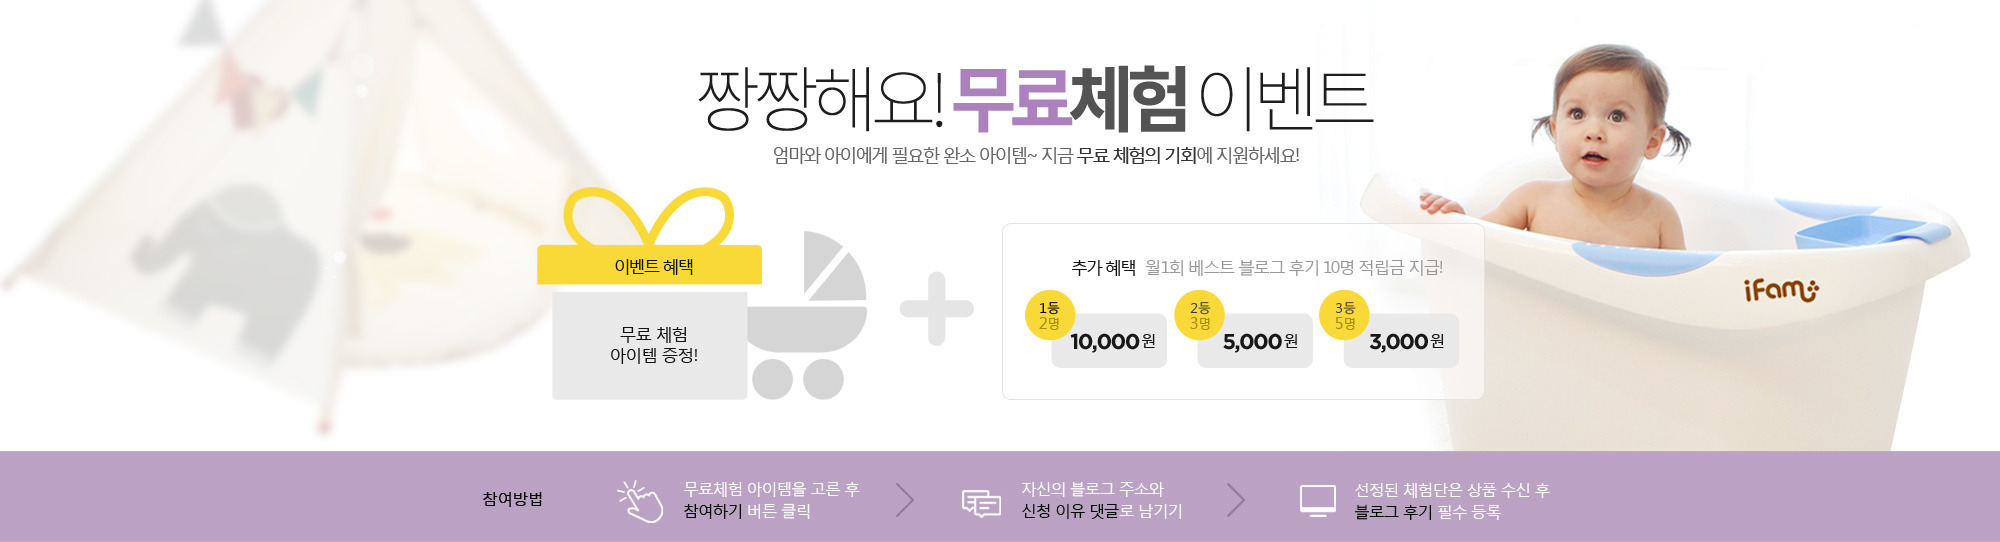 짱짱해요! 무료체험 이벤트
엄마와 아이에게 필요한 완소 아이템~ 지금 무료 체험의 기회에 지원하세요!
이벤트 혜택
무료 체험
아이템 증정!
추가 혜택 월1회 베스트 블로그 후기 10명 적립금 지급!
1등
2명
10,000원
2등
3명
5,000원
3등
5명
3,000원
iFam
참여방법
무료체험 아이템을 고른 후
참여하기 버튼 클릭
자신의 블로그 주소와
신청 이유 댓글로 남기기
선정된 체험단은 상품 수신 후
블로그 후기 필수 등록